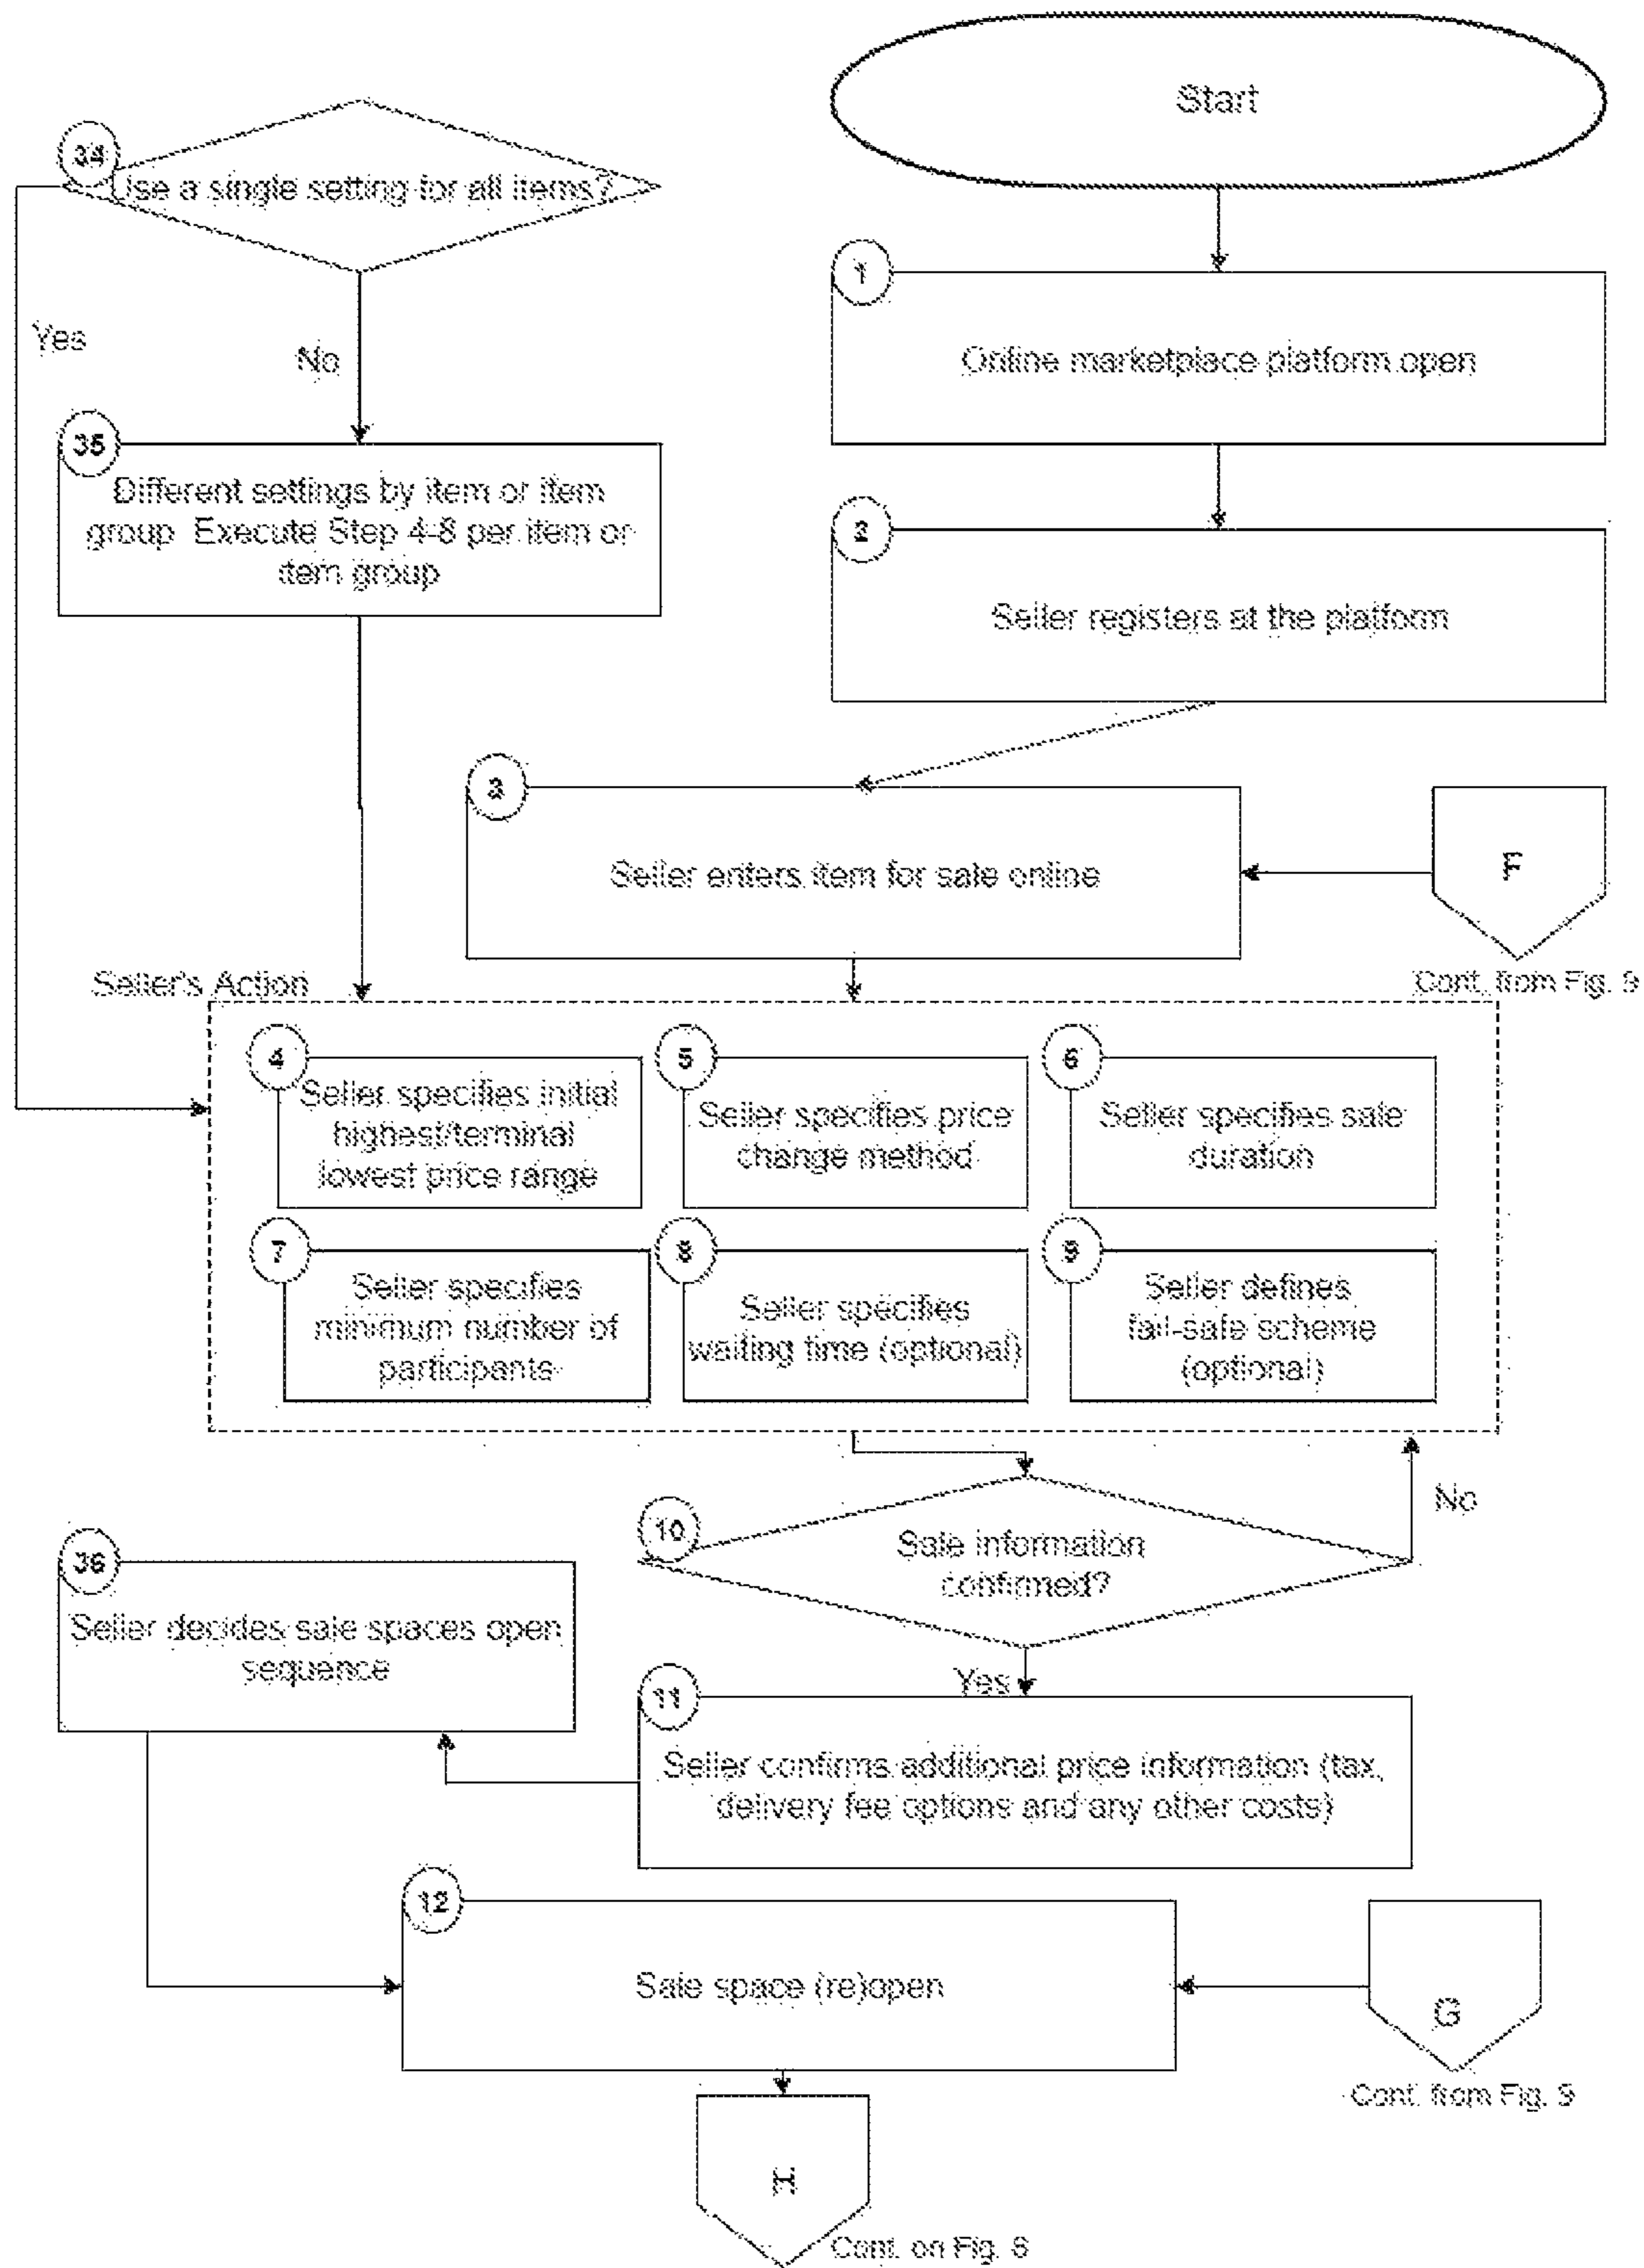 Start
34
Use a single setting for all items?
1
Yes
No
Online marketplace platform open
35
Different settings by item or item
group. Execute Step 4-8 per item or
item group
2
Seller registers at the platform
3
Seller enters item for sale online
F
Cont. from Fig. 9
Seller's Action
4
Seller specifies initial
highest/terminal
lowest price range
5
Seller specifies price
change method
6
Seller specifies sale
duration
7
Seller specifies
minimum number of
participants
8
Seller specifies
waiting time (optional)
9
Seller defines
fail-safe scheme
(optional)
10
Sale information
confirmed?
No
Yes
36
Seller decides sale spaces open
sequence
11
Seller confirms additional price information (tax,
delivery fee options and any other costs)
12
Sale space (re)open
G
Cont. from Fig. 9
H
Cont. on Fig. 8